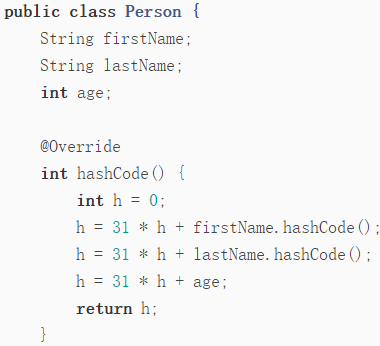 public class Person {
    String firstName;
    String lastName;
    int age;

    @Override
    int hashCode() {
        int h = 0;
        h = 31 * h + firstName.hashCode();
        h = 31 * h + lastName.hashCode();
        h = 31 * h + age;
        return h;
    }